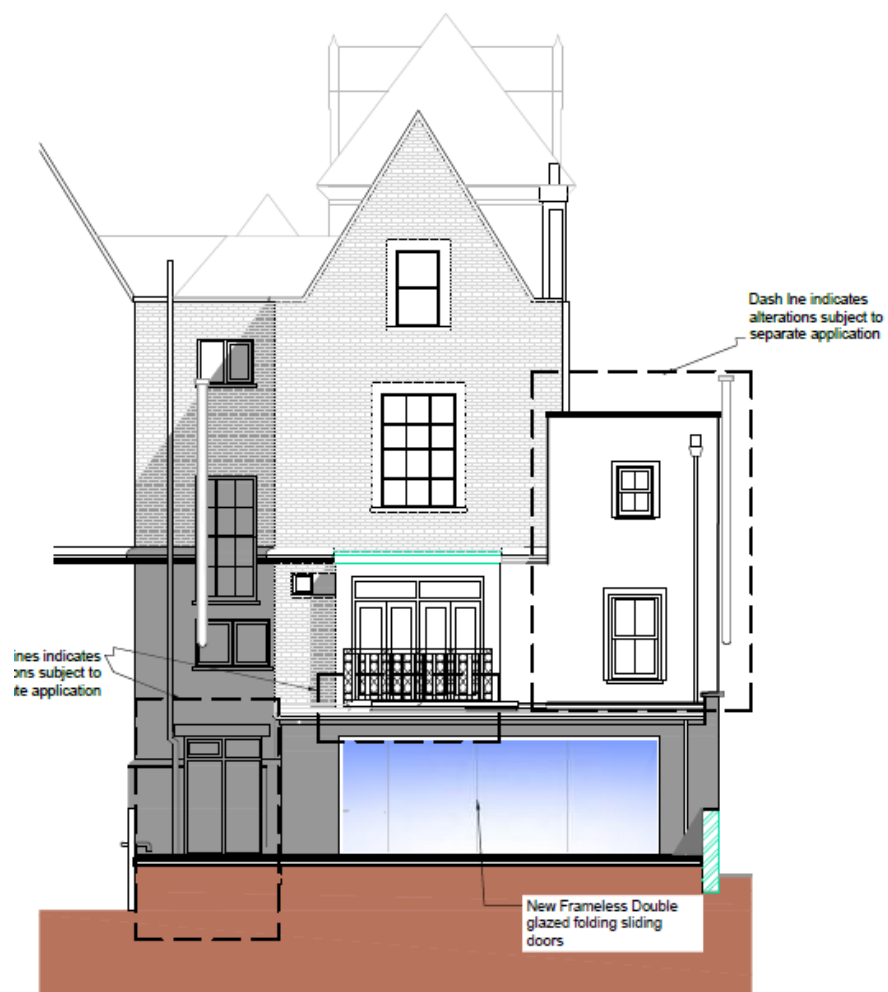 Dash lne indicates
alterations subject to
separate application
ines indicates
ons subject to
te application
New Frameless Double
glazed folding sliding
doors